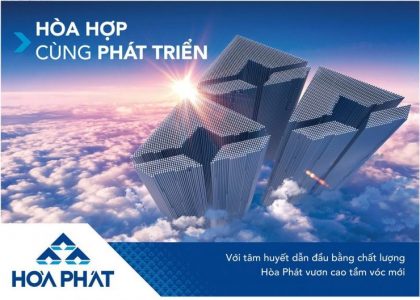 HÒA HỢP
CÙNG PHÁT TRIỂN
Với tâm huyết dẫn đầu bằng chất lượng
Hòa Phát vươn cao tầm vóc mới
HÒA PHÁT